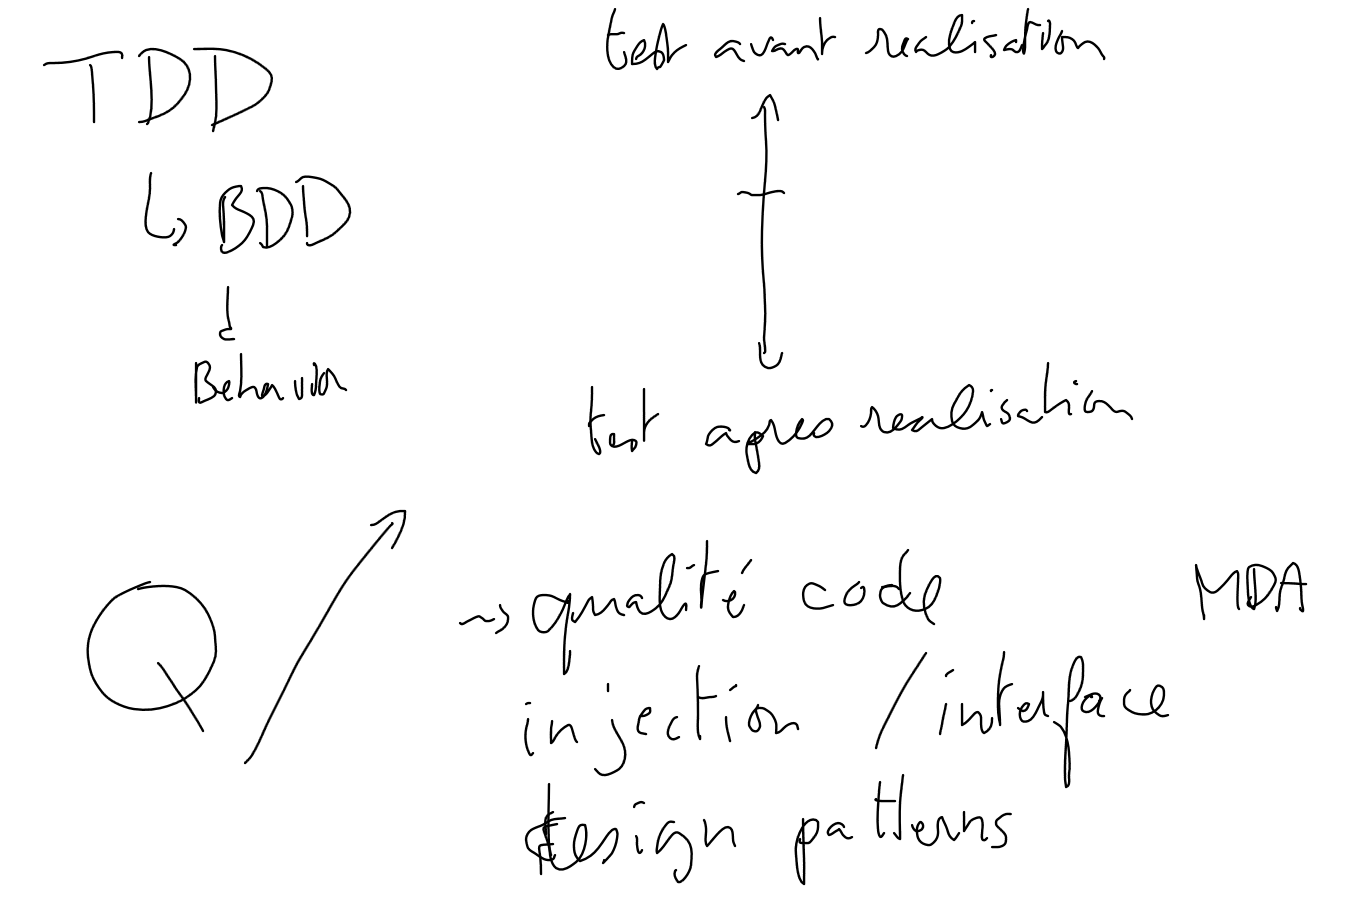 TDD
test avant realisation
BDD
Behavior
test apres realisation
Q
qualité code
MDA
injection / interface
design patterns